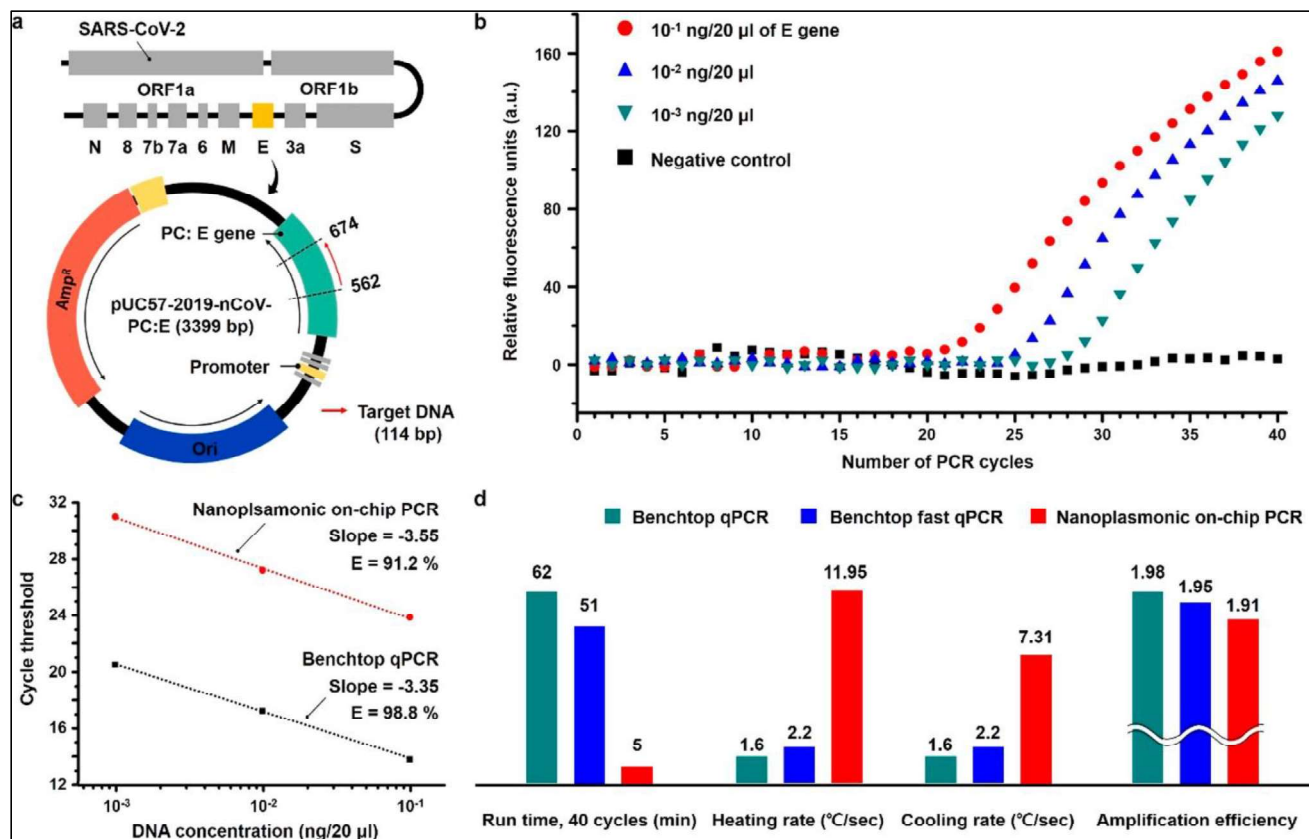 a
SARS-CoV-2
ORF1a
ORF1b
N 8 7b 7a 6 M E 3a S
PC: E gene
674
562
Ampᴿ
pUC57-2019-nCoV-
PC:E (3399 bp)
Promoter
Target DNA
(114 bp)
Ori
b
10⁻¹ ng/20 µl of E gene
10⁻² ng/20 µl
10⁻³ ng/20 µl
Negative control
Relative fluorescence units (a.u.)
160
120
80
40
0
0 5 10 15 20 25 30 35 40
Number of PCR cycles
c
Cycle threshold
32
28
24
20
16
12
Nanoplsamonic on-chip PCR
Slope = -3.55
E = 91.2 %
Benchtop qPCR
Slope = -3.35
E = 98.8 %
10⁻³ 10⁻² 10⁻¹
DNA concentration (ng/20 µl)
d
Benchtop qPCR Benchtop fast qPCR Nanoplasmonic on-chip PCR
62 51 5
1.6 2.2 11.95
1.6 2.2 7.31
1.98 1.95 1.91
Run time, 40 cycles (min) Heating rate (℃/sec) Cooling rate (℃/sec) Amplification efficiency